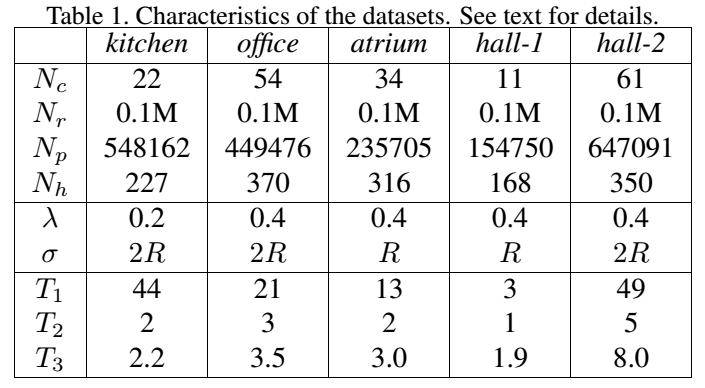 Table 1. Characteristics of the datasets. See text for details.
kitchen office atrium hall-1 hall-2
N_c 22 54 34 11 61
N_r 0.1M 0.1M 0.1M 0.1M 0.1M
N_p 548162 449476 235705 154750 647091
N_h 227 370 316 168 350
λ 0.2 0.4 0.4 0.4 0.4
σ 2R 2R R R 2R
T_1 44 21 13 3 49
T_2 2 3 2 1 5
T_3 2.2 3.5 3.0 1.9 8.0